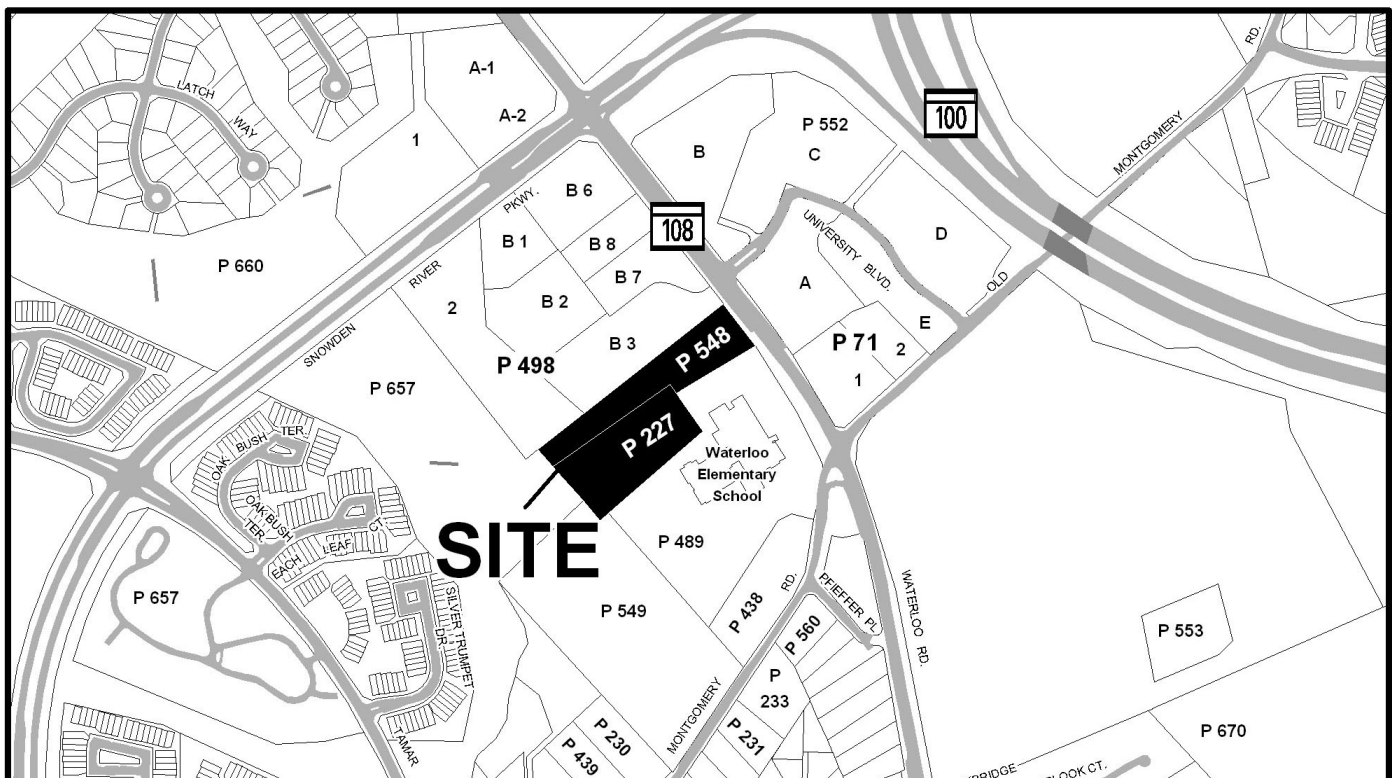 A-1
A-2
LATCH
WAY
1
100
P 552
C
B
RD.
MONTGOMERY
OLD
B 6
PKWY.
108
B 1
B 8
UNIVERSITY BLVD.
D
P 660
RIVER
B 7
A
2
B 2
E
SNOWDEN
B 3
P 548
P 71
2
P 498
1
P 657
P 227
OAK BUSH TER.
Waterloo
Elementary
School
OAK BUSH
TER.
EACH LEAF CT.
SITE
P 489
P 657
P 549
RD.
PFIEFFER PL.
WATERLOO RD.
P 438
P 560
P 553
SILVER TRUMPET
DR.
P
233
MONTGOMERY
P 231
P 230
P 439
TAMAR
P 670
BRIDGE
LOOK CT.